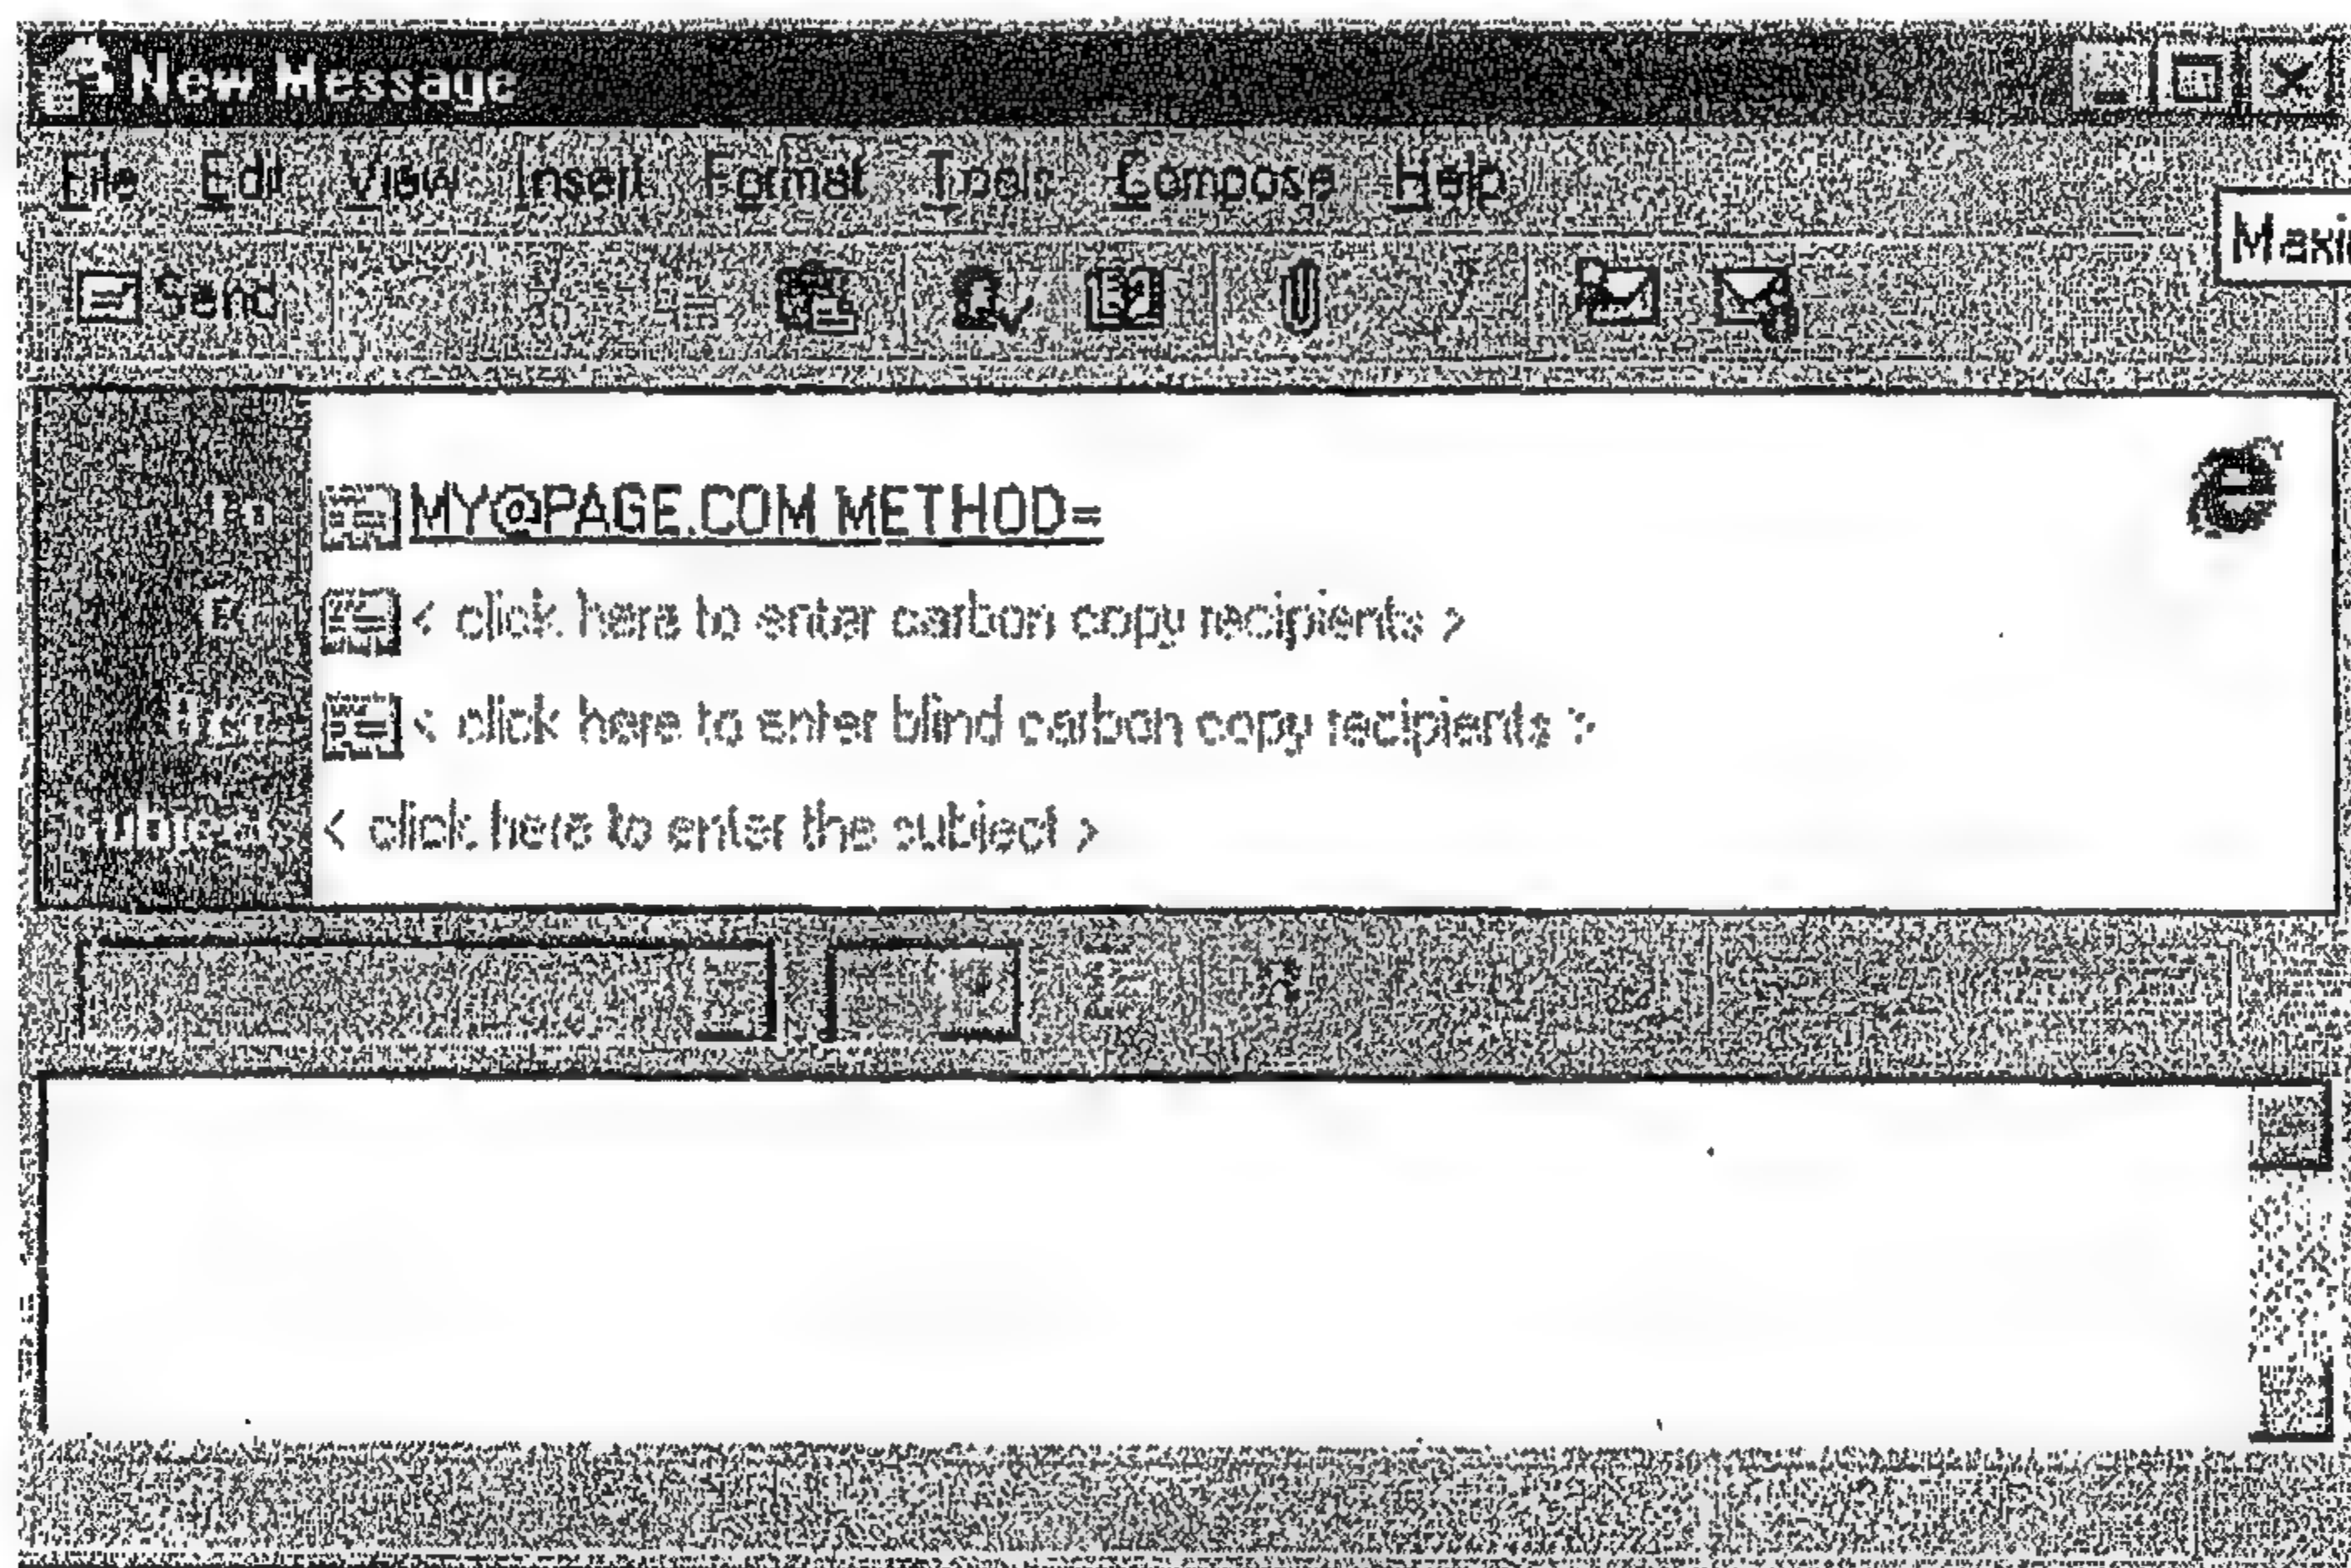 New Message
File Edit View Insert Format Tools Compose Help
Maxi
Send
To: MY@PAGE.COM METHOD=
< click here to enter carbon copy recipients >
< click here to enter blind carbon copy recipients >
Subject: < click here to enter the subject >